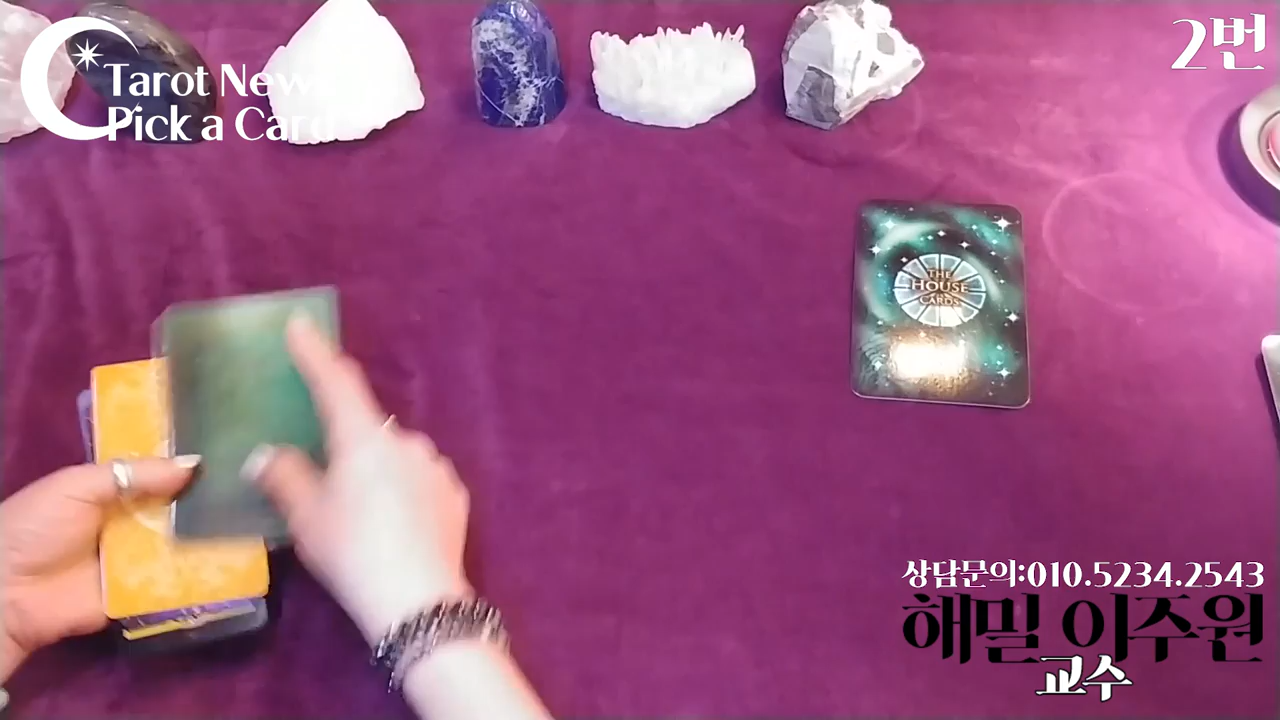 Tarot New
Pick a Card
2번
THE
HOUSE
CARDS
상담문의:010.5234.2543
해밀 이주원
교수